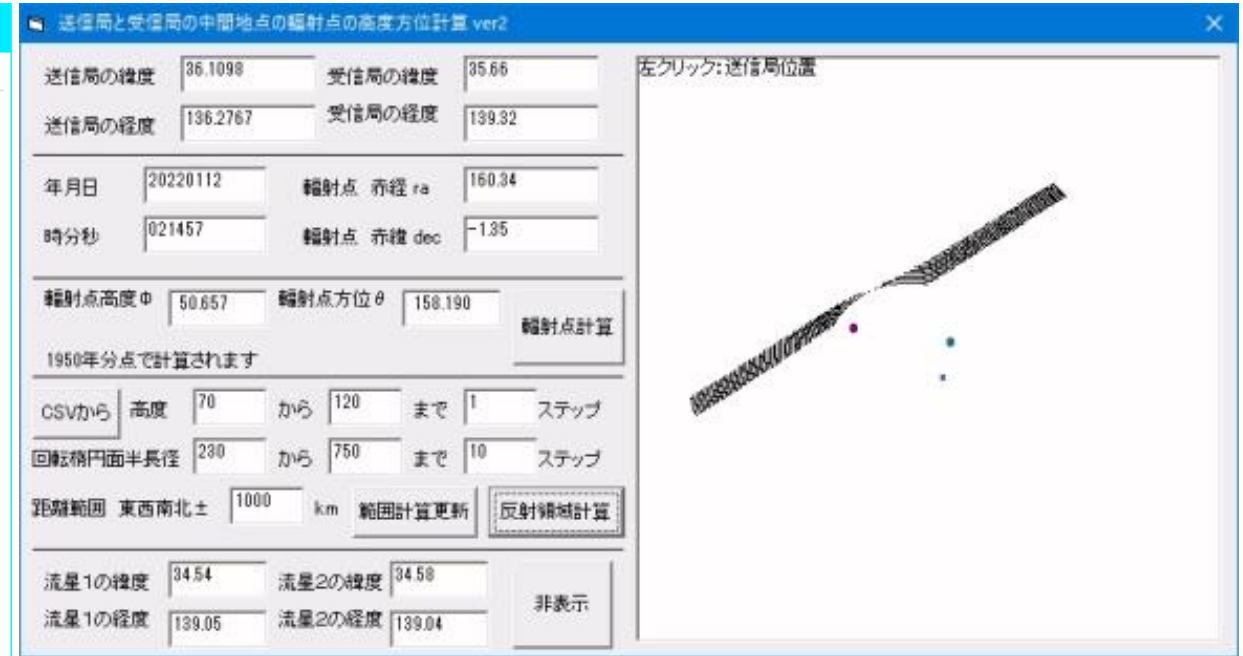 送信局と受信局の中間地点の輻射点の高度方位計算 ver2
送信局の緯度 36.1098 受信局の緯度 35.66
送信局の経度 136.2767 受信局の経度 139.32
年月日 20220112 輻射点 赤経 ra 160.34
時分秒 021457 輻射点 赤緯 dec -1.35
輻射点高度Φ 50.657 輻射点方位θ 158.190 輻射点計算
1950年分点で計算されます
CSVから 高度 70 から 120 まで 1 ステップ
回転楕円面半長径 230 から 750 まで 10 ステップ
距離範囲 東西南北± 1000 km 範囲計算更新 反射領域計算
流星1の緯度 34.54 流星2の緯度 34.58 非表示
流星1の経度 139.05 流星2の経度 139.04
左クリック:送信局位置